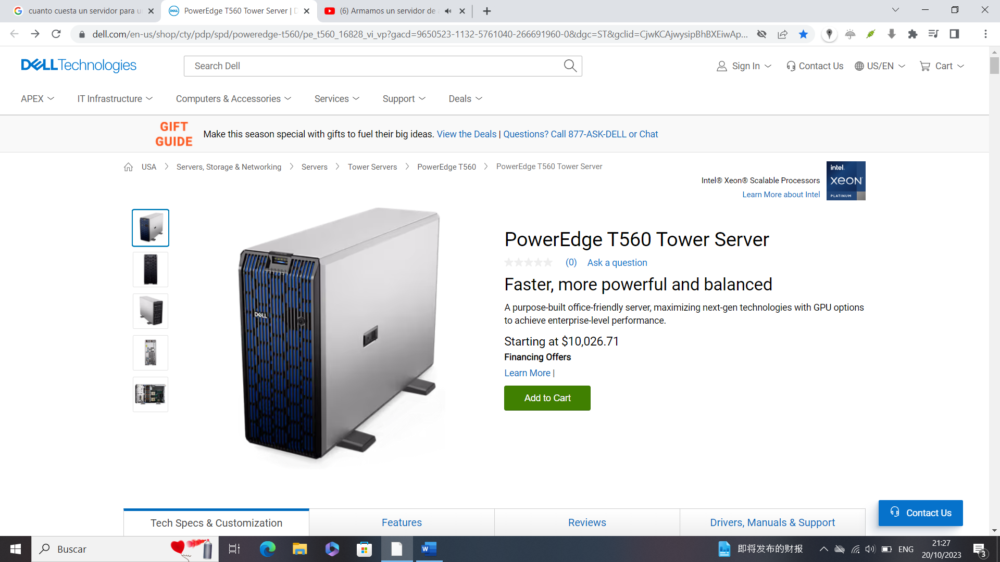 cuanto cuesta un servidor para u
PowerEdge T560 Tower Server | D
(6) Armamos un servidor de
dell.com/en-us/shop/cty/pdp/spd/poweredge-t560/pe_t560_16828_vi_vp?gacd=9650523-1132-5761040-266691960-0&dgc=ST&gclid=CjwKCAjwysipBhBXEiwAp...
DELL Technologies
Search Dell
Sign In
Contact Us
US/EN
Cart
APEX
IT Infrastructure
Computers & Accessories
Services
Support
Deals
GIFT
GUIDE
Make this season special with gifts to fuel their big ideas. View the Deals | Questions? Call 877-ASK-DELL or Chat
USA
Servers, Storage & Networking
Servers
Tower Servers
PowerEdge T560
PowerEdge T560 Tower Server
Intel® Xeon® Scalable Processors
Learn More about Intel
intel.
xeon
PLATINUM
DELL
PowerEdge T560 Tower Server
(0) Ask a question
Faster, more powerful and balanced
A purpose-built office-friendly server, maximizing next-gen technologies with GPU options
to achieve enterprise-level performance.
Starting at $10,026.71
Financing Offers
Learn More |
Add to Cart
Tech Specs & Customization
Features
Reviews
Drivers, Manuals & Support
Contact Us
Buscar
即将发布的财报
ENG
21:27
20/10/2023
3